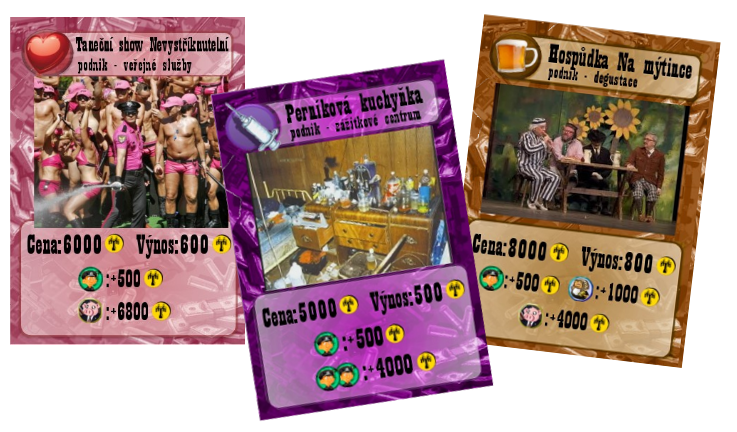 Taneční show Nevystříknutelní
podnik - veřejné služby
Cena:6000 Výnos:600
:+500
:+6800
Perníková kuchyňka
podnik - zážitkové centrum
Cena:5000 Výnos:500
:+500
:+4000
Hospůdka Na mýtince
podnik - degustace
Cena:8000 Výnos:800
:+500 :+1000
:+4000